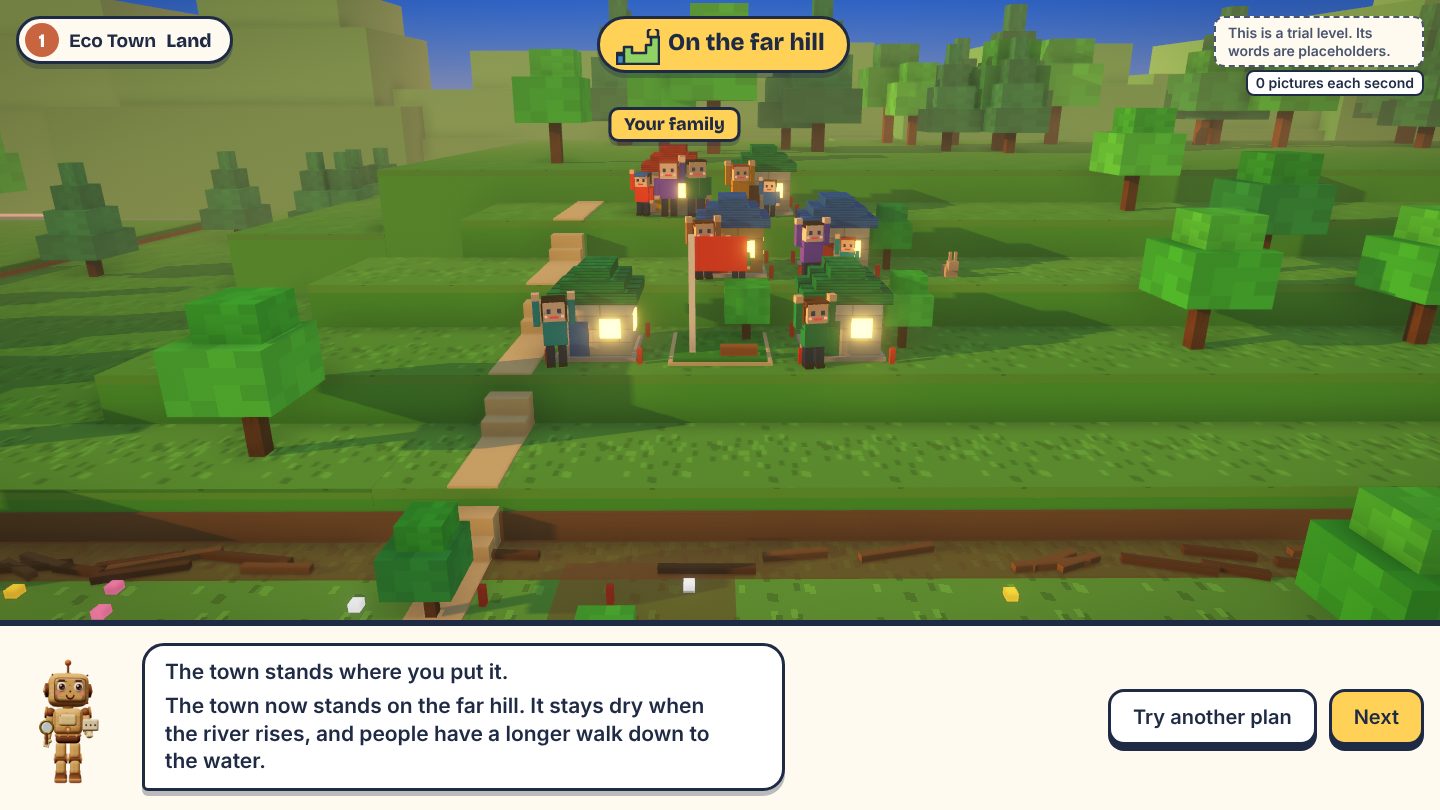 1 Eco Town Land
On the far hill
This is a trial level. Its
words are placeholders.
0 pictures each second
Your family
The town stands where you put it.
The town now stands on the far hill. It stays dry when
the river rises, and people have a longer walk down to
the water.
Try another plan
Next